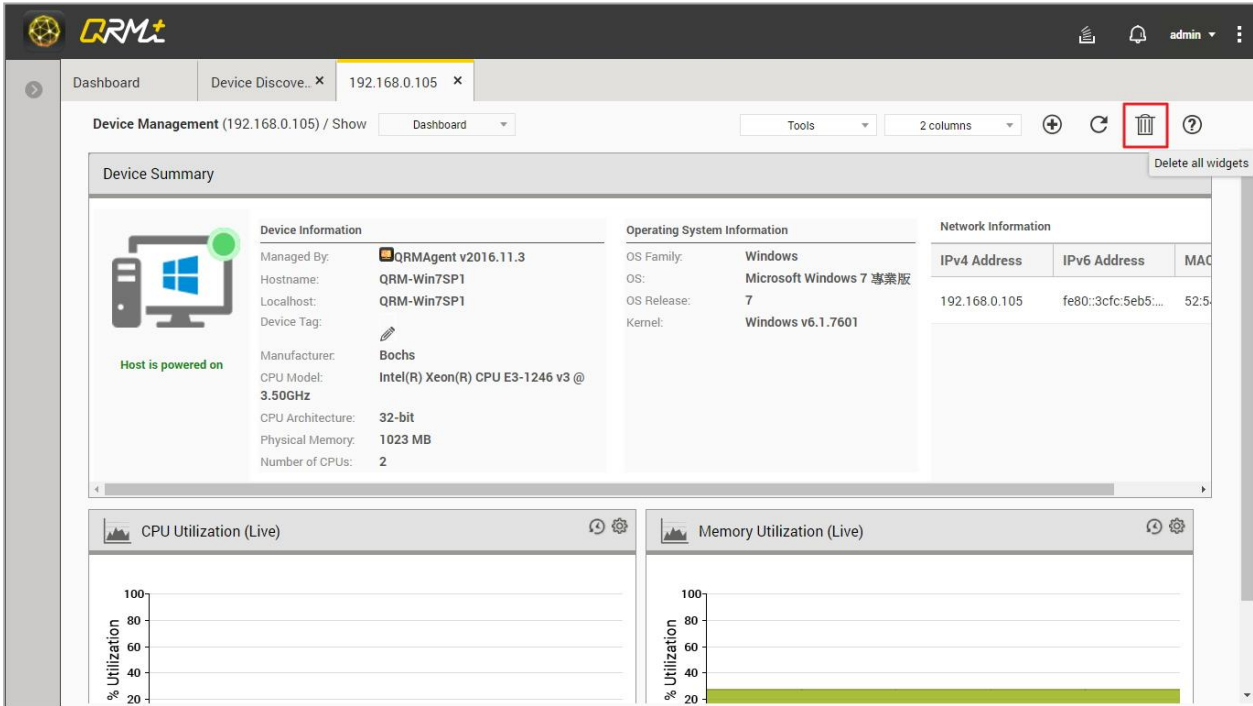 QRM+
admin
Dashboard
Device Discove..
192.168.0.105
Device Management (192.168.0.105) / Show
Dashboard
Tools
2 columns
Delete all widgets
Device Summary
Host is powered on
Device Information
Managed By: QRMAgent v2016.11.3
Hostname: QRM-Win7SP1
Localhost: QRM-Win7SP1
Device Tag:
Manufacturer: Bochs
CPU Model: Intel(R) Xeon(R) CPU E3-1246 v3 @
3.50GHz
CPU Architecture: 32-bit
Physical Memory: 1023 MB
Number of CPUs: 2
Operating System Information
OS Family: Windows
OS: Microsoft Windows 7 專業版
OS Release: 7
Kernel: Windows v6.1.7601
Network Information
IPv4 Address IPv6 Address MAC
192.168.0.105 fe80::3cfc:5eb5:... 52:5
CPU Utilization (Live)
% Utilization
100
80
60
40
20
Memory Utilization (Live)
% Utilization
100
80
60
40
20